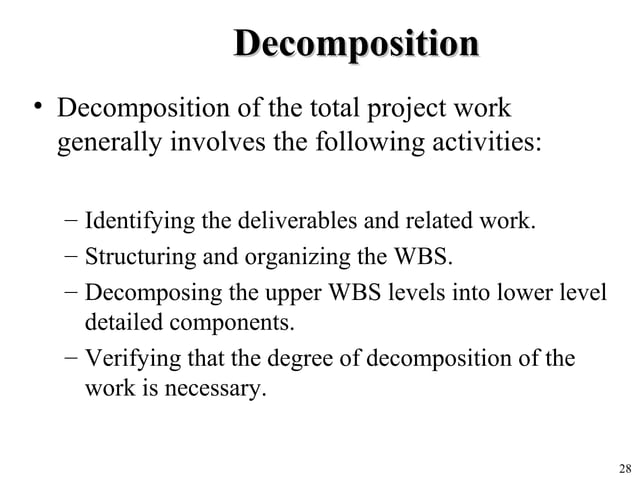 Decomposition
• Decomposition of the total project work
generally involves the following activities:
– Identifying the deliverables and related work.
– Structuring and organizing the WBS.
– Decomposing the upper WBS levels into lower level
detailed components.
– Verifying that the degree of decomposition of the
work is necessary.
28